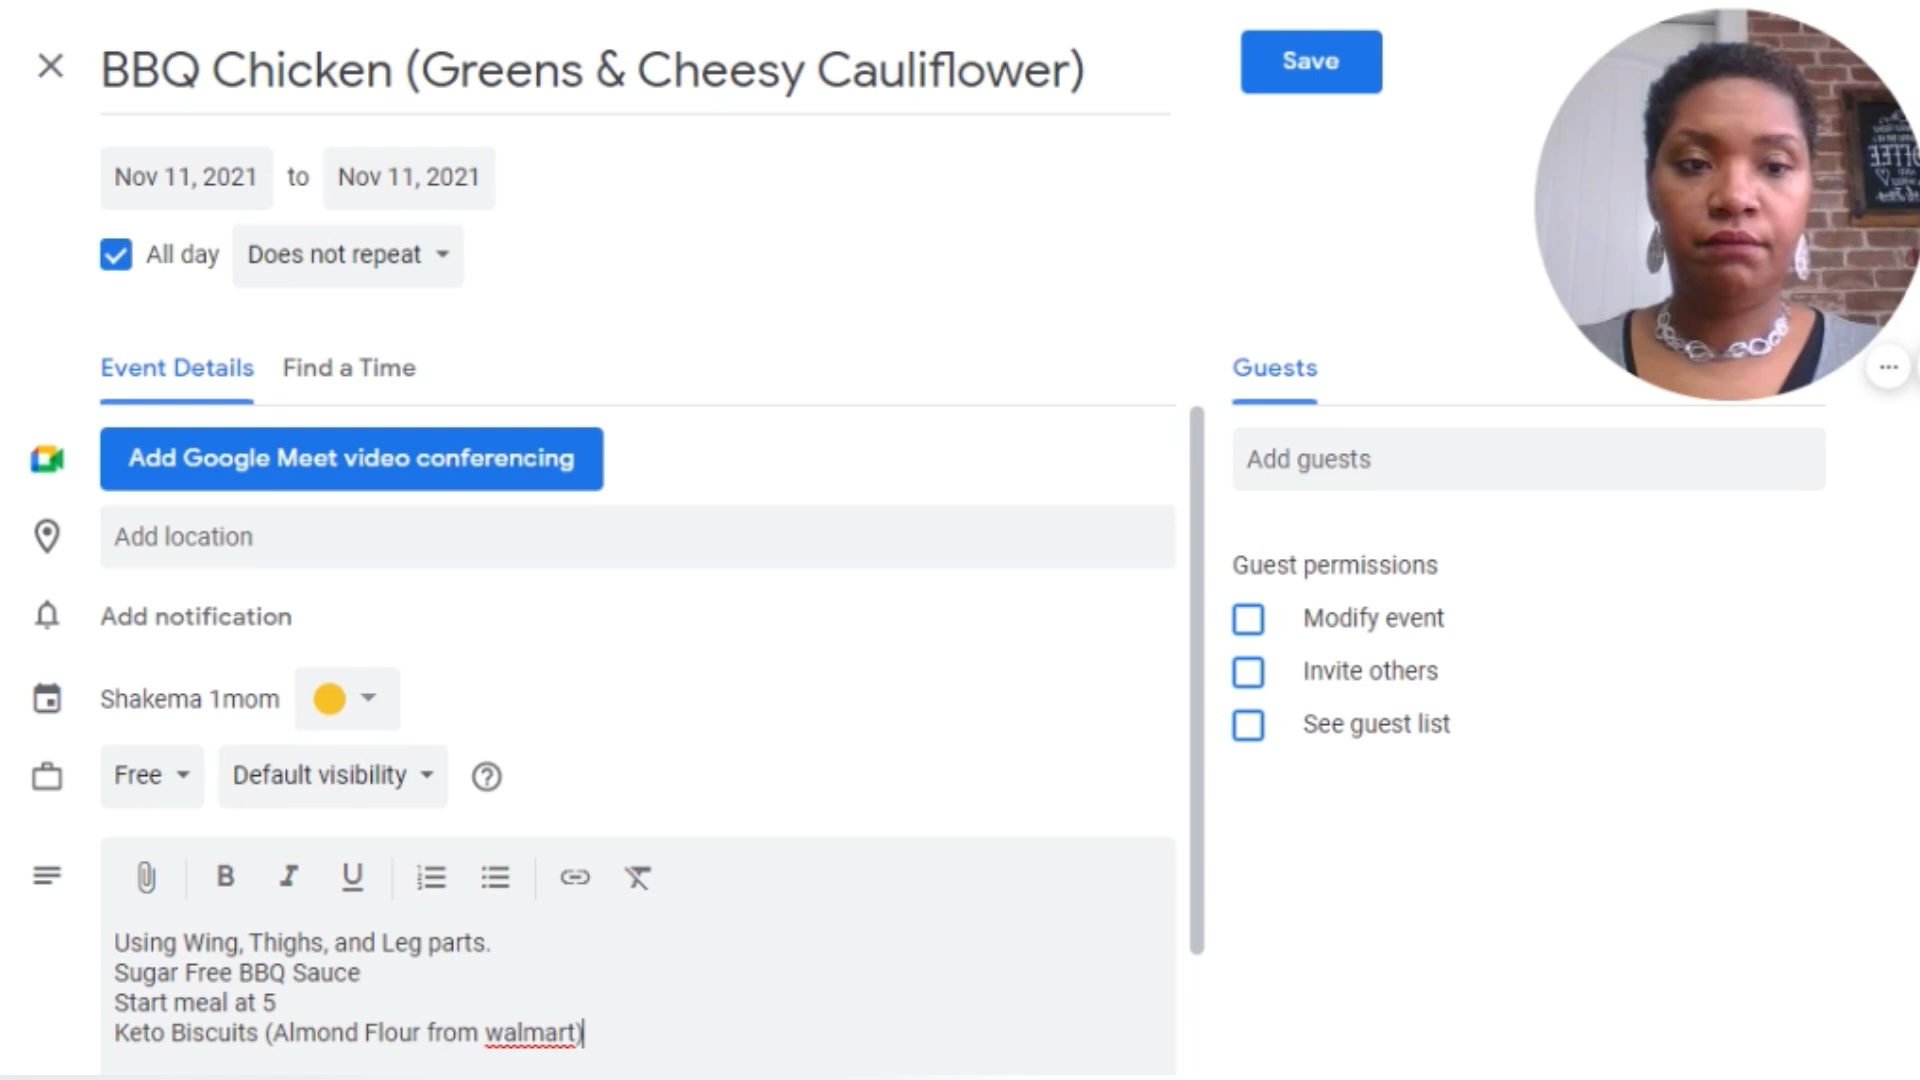 BBQ Chicken (Greens & Cheesy Cauliflower)
Save
Nov 11, 2021 to Nov 11, 2021
All day Does not repeat
Event Details Find a Time
Guests
Add Google Meet video conferencing
Add guests
Add location
Guest permissions
Add notification
Modify event
Invite others
Shakema 1mom
See guest list
Free Default visibility
B I U
Using Wing, Thighs, and Leg parts.
Sugar Free BBQ Sauce
Start meal at 5
Keto Biscuits (Almond Flour from walmart)